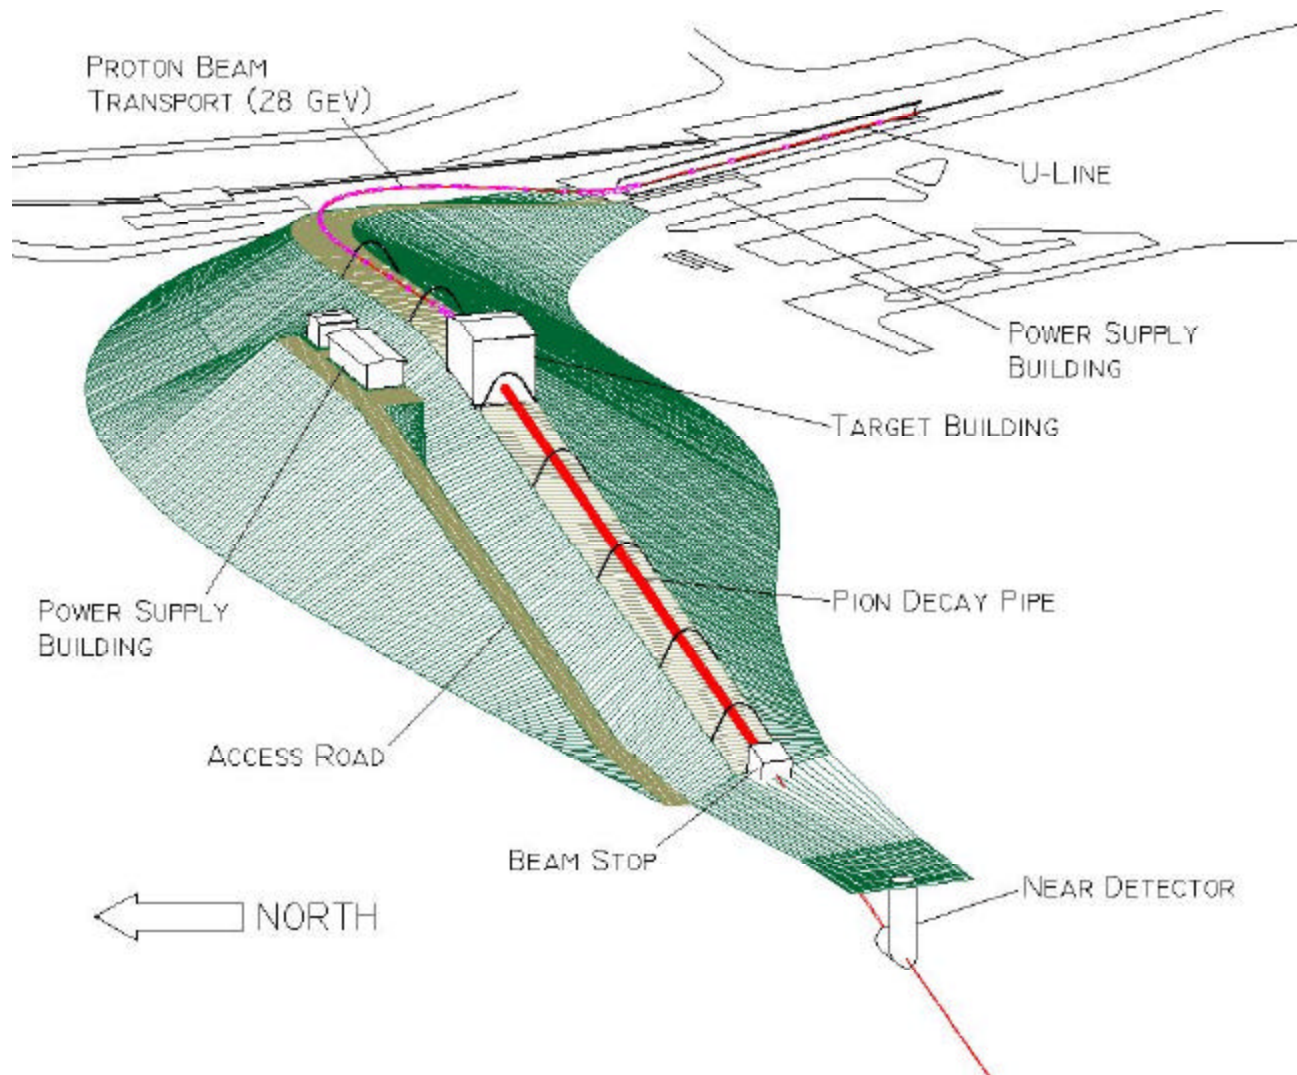 PROTON BEAM
TRANSPORT (28 GEV)
U-LINE
POWER SUPPLY
BUILDING
TARGET BUILDING
PION DECAY PIPE
POWER SUPPLY
BUILDING
ACCESS ROAD
BEAM STOP
NEAR DETECTOR
NORTH